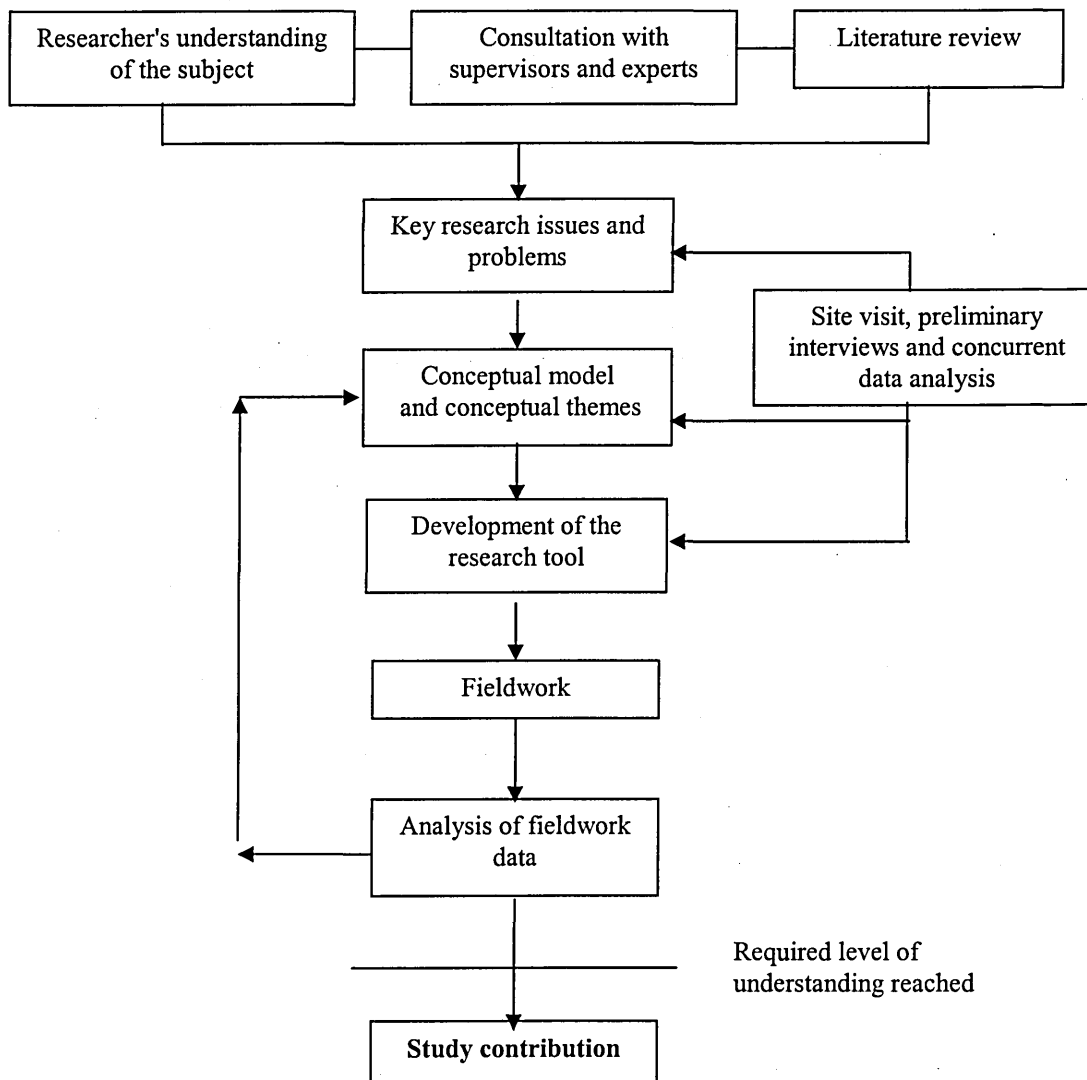 Researcher's understanding
of the subject
Consultation with
supervisors and experts
Literature review
Key research issues and
problems
Site visit, preliminary
interviews and concurrent
data analysis
Conceptual model
and conceptual themes
Development of the
research tool
Fieldwork
Analysis of fieldwork
data
Required level of
understanding reached
Study contribution